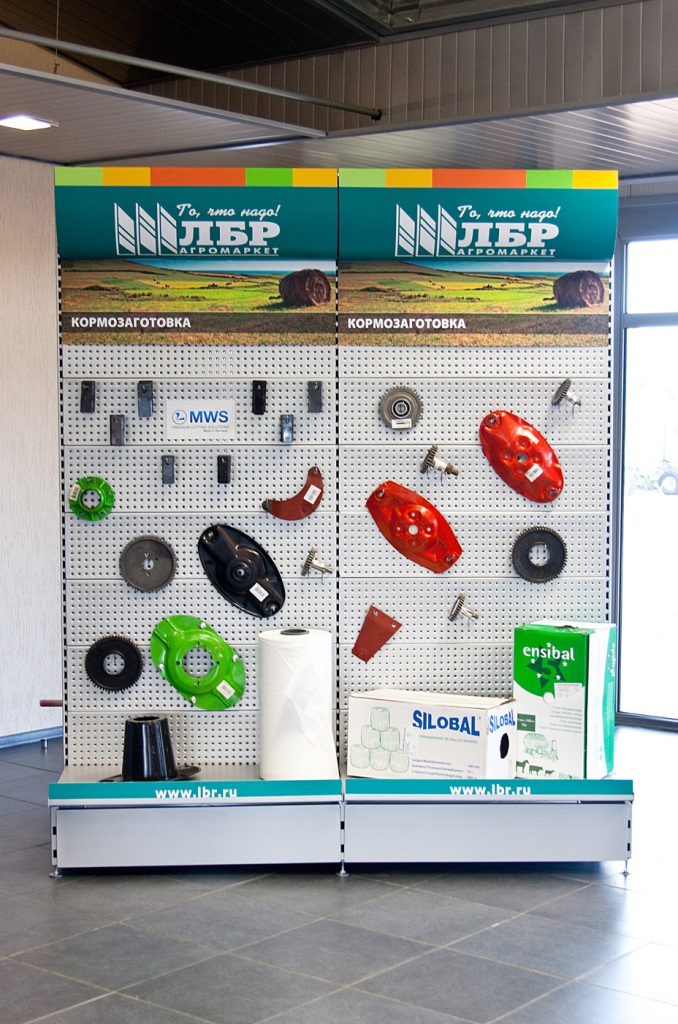 То, что надо!
ЛБР
АГРОМАРКЕТ
КОРМОЗАГОТОВКА
То, что надо!
ЛБР
АГРОМАРКЕТ
КОРМОЗАГОТОВКА
MWS
ensibal
SILOBAL
SILOBAL
www.lbr.ru
www.lbr.ru